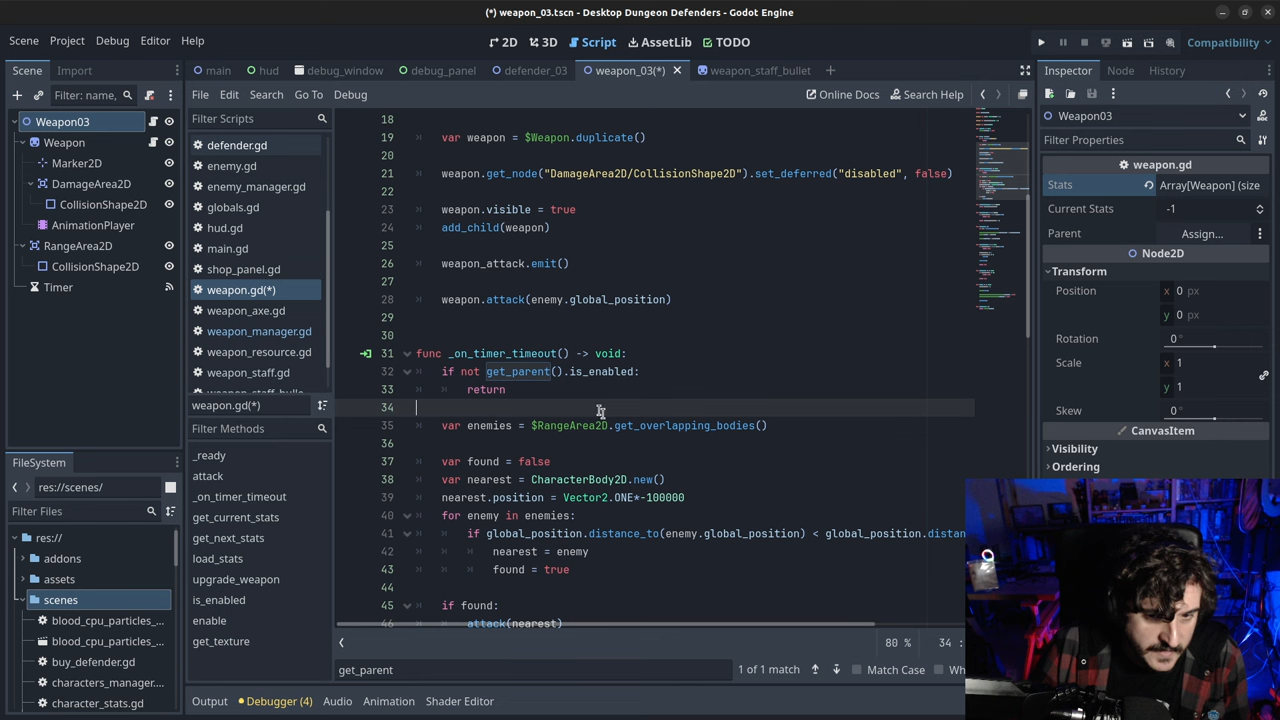 (*) weapon_03.tscn - Desktop Dungeon Defenders - Godot Engine
Scene Project Debug Editor Help
2D 3D Script AssetLib TODO
Compatibility
Scene Import
main hud debug_window debug_panel defender_03 weapon_03(*) weapon_staff_bullet
Inspector Node History
Filter: name,
File Edit Search Go To Debug
Online Docs Search Help
Weapon03
Weapon
Marker2D
DamageArea2D
CollisionShape2D
AnimationPlayer
RangeArea2D
CollisionShape2D
Timer
Filter Scripts
defender.gd
enemy.gd
enemy_manager.gd
globals.gd
hud.gd
main.gd
shop_panel.gd
weapon.gd(*)
weapon_axe.gd
weapon_manager.gd
weapon_resource.gd
weapon_staff.gd
weapon.gd(*)
Filter Methods
_ready
attack
_on_timer_timeout
get_current_stats
get_next_stats
load_stats
upgrade_weapon
is_enabled
enable
get_texture
18
19 var weapon = $Weapon.duplicate()
20
21 weapon.get_node("DamageArea2D/CollisionShape2D").set_deferred("disabled", false)
22
23 weapon.visible = true
24 add_child(weapon)
25
26 weapon_attack.emit()
27
28 weapon.attack(enemy.global_position)
29
30
31 func _on_timer_timeout() -> void:
32 if not get_parent().is_enabled:
33 return
34
35 var enemies = $RangeArea2D.get_overlapping_bodies()
36
37 var found = false
38 var nearest = CharacterBody2D.new()
39 nearest.position = Vector2.ONE*-100000
40 for enemy in enemies:
41 if global_position.distance_to(enemy.global_position) < global_position.distan
42 nearest = enemy
43 found = true
44
45 if found:
46 attack(nearest)
80 % 34 :
get_parent 1 of 1 match Match Case Wh
Output Debugger (4) Audio Animation Shader Editor
FileSystem
res://scenes/
Filter Files
res://
addons
assets
scenes
blood_cpu_particles_...
blood_cpu_particles_...
buy_defender.gd
characters_manager....
character_stats.gd
Weapon03
Filter Properties
weapon.gd
Stats Array[Weapon] (size
Current Stats -1
Parent Assign...
Node2D
Transform
Position x 0 px
y 0 px
Rotation 0 °
Scale x 1
y 1
Skew 0 °
CanvasItem
Visibility
Ordering